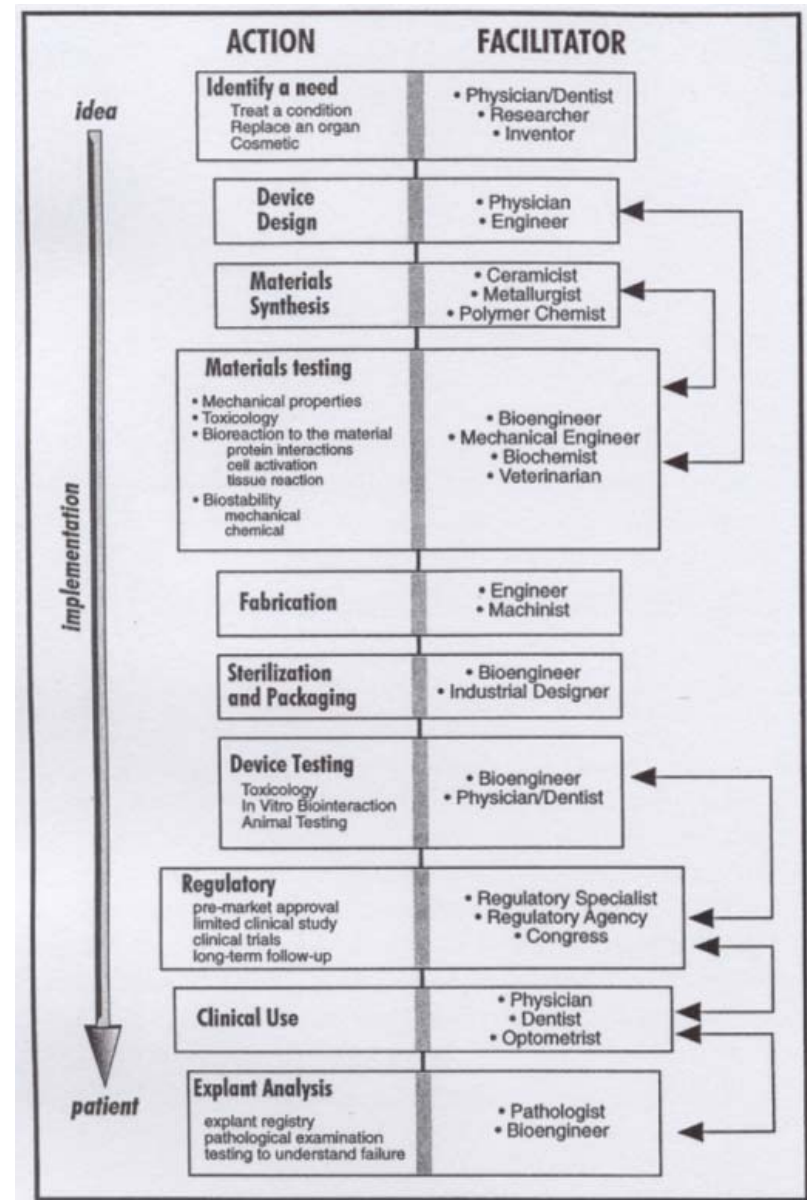 ACTION FACILITATOR
idea
implementation
patient
Identify a need
Treat a condition
Replace an organ
Cosmetic
• Physician/Dentist
• Researcher
• Inventor
Device
Design
• Physician
• Engineer
Materials
Synthesis
• Ceramicist
• Metallurgist
• Polymer Chemist
Materials testing
• Mechanical properties
• Toxicology
• Bioreaction to the material
protein interactions
cell activation
tissue reaction
• Biostability
mechanical
chemical
• Bioengineer
• Mechanical Engineer
• Biochemist
• Veterinarian
Fabrication
• Engineer
• Machinist
Sterilization
and Packaging
• Bioengineer
• Industrial Designer
Device Testing
Toxicology
In Vitro Biointeraction
Animal Testing
• Bioengineer
• Physician/Dentist
Regulatory
pre-market approval
limited clinical study
clinical trials
long-term follow-up
• Regulatory Specialist
• Regulatory Agency
• Congress
Clinical Use
• Physician
• Dentist
• Optometrist
Explant Analysis
explant registry
pathological examination
testing to understand failure
• Pathologist
• Bioengineer